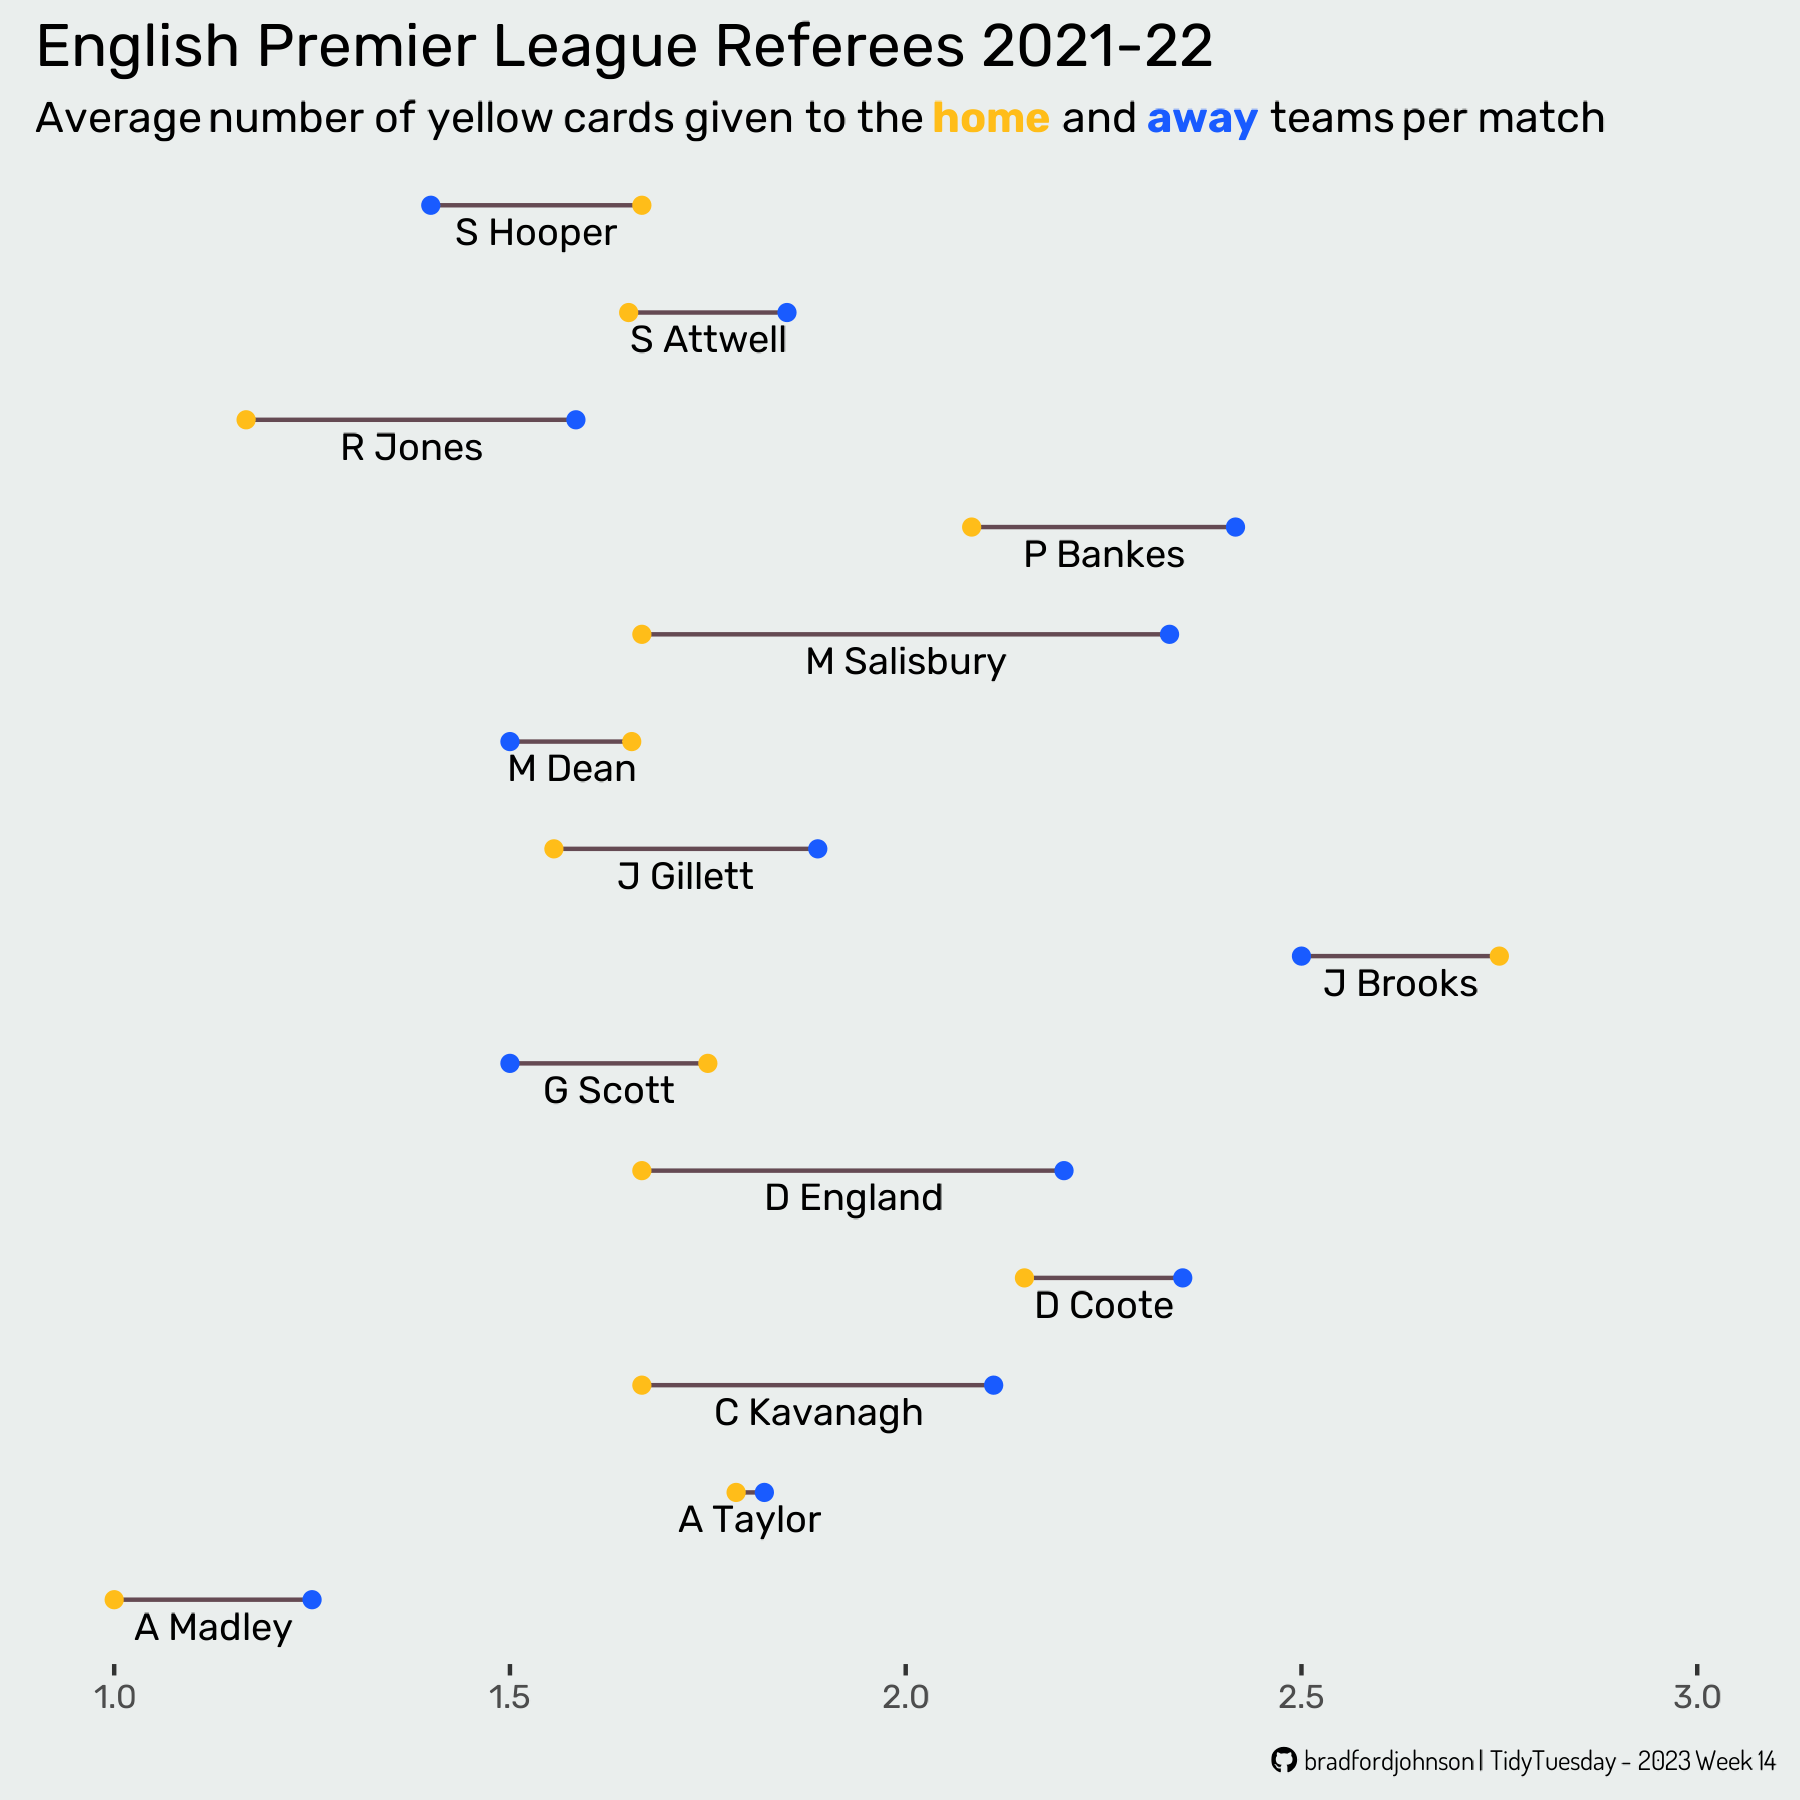 English Premier League Referees 2021-22
Average number of yellow cards given to the home and away teams per match
S Hooper
S Attwell
R Jones
P Bankes
M Salisbury
M Dean
J Gillett
J Brooks
G Scott
D England
D Coote
C Kavanagh
A Taylor
A Madley
1.0 1.5 2.0 2.5 3.0
bradfordjohnson | TidyTuesday - 2023 Week 14